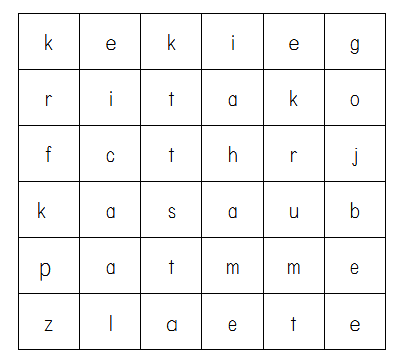 k e k i e g
r i t a k o
f c t h r j
k a s a u b
p a t m m e
z l a e t e